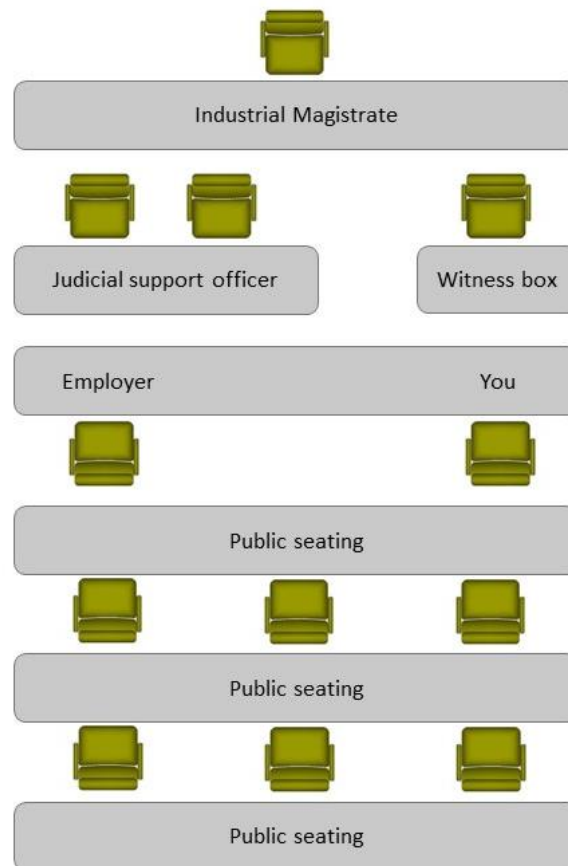 Industrial Magistrate
Judicial support officer
Witness box
Employer
You
Public seating
Public seating
Public seating